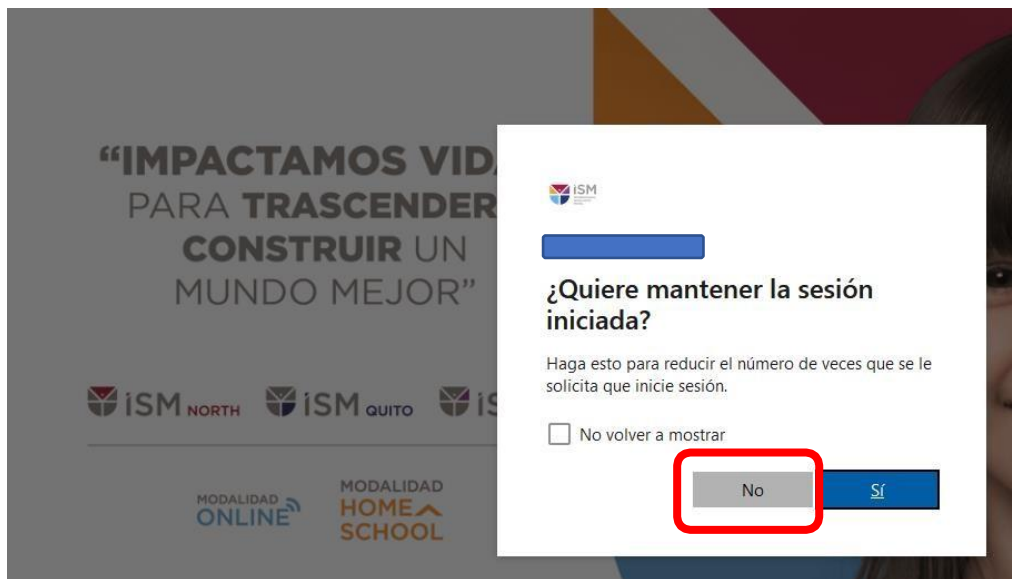 “IMPACTAMOS VID
PARA TRASCENDER
CONSTRUIR UN
MUNDO MEJOR”
iSM NORTH iSM QUITO iS
MODALIDAD
ONLINE
MODALIDAD
HOME
SCHOOL
iSM
¿Quiere mantener la sesión
iniciada?
Haga esto para reducir el número de veces que se le
solicita que inicie sesión.
No volver a mostrar
No Sí